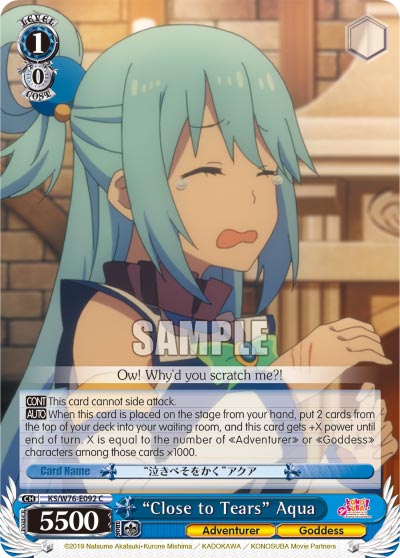 LEVEL
1
0
COST
SAMPLE
Ow! Why'd you scratch me?!
CONT This card cannot side attack.
AUTO When this card is placed on the stage from your hand, put 2 cards from
the top of your deck into your waiting room, and this card gets +X power until
end of turn. X is equal to the number of «Adventurer» or «Goddess»
characters among those cards ×1000.
Card Name "泣きべそをかく"アクア
CH KS/W76-E092 C
5500 "Close to Tears" Aqua
Adventurer Goddess
©2019 Natsume Akatsuki・Kurone Mishima / KADOKAWA / KONOSUBA Movie Partners